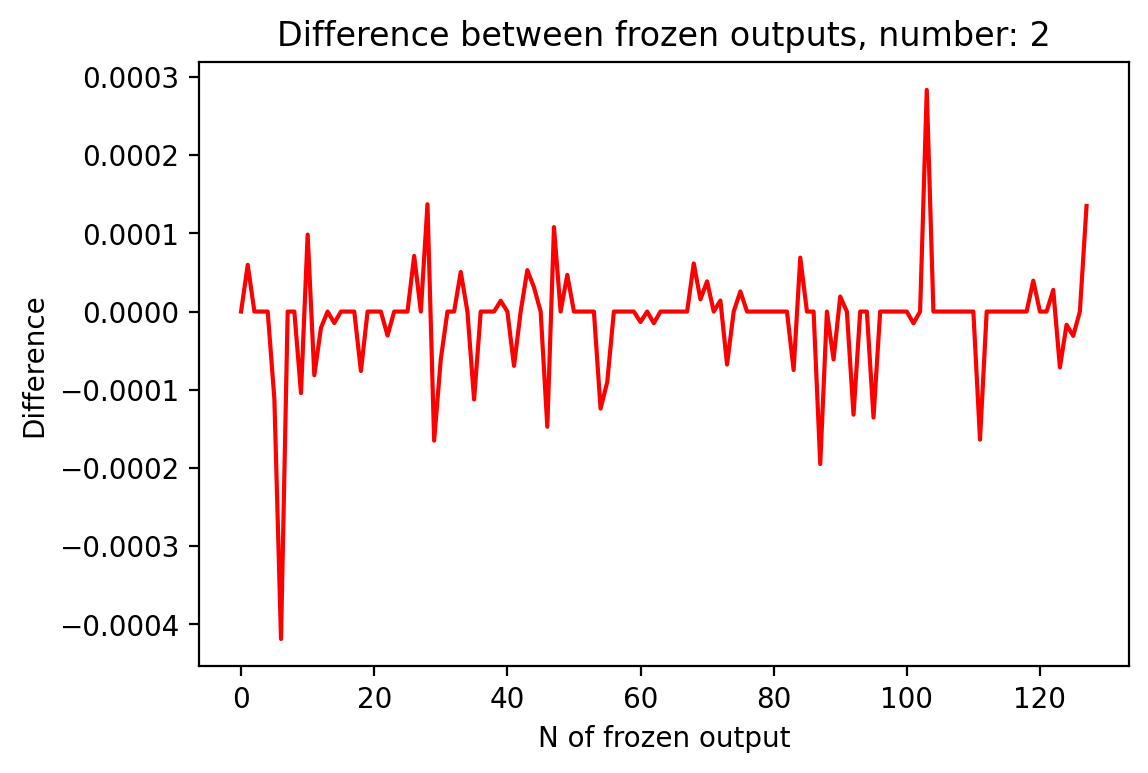 Difference between frozen outputs, number: 2
0.0003
0.0002
0.0001
0.0000
−0.0001
−0.0002
−0.0003
−0.0004
Difference
0 20 40 60 80 100 120
N of frozen output